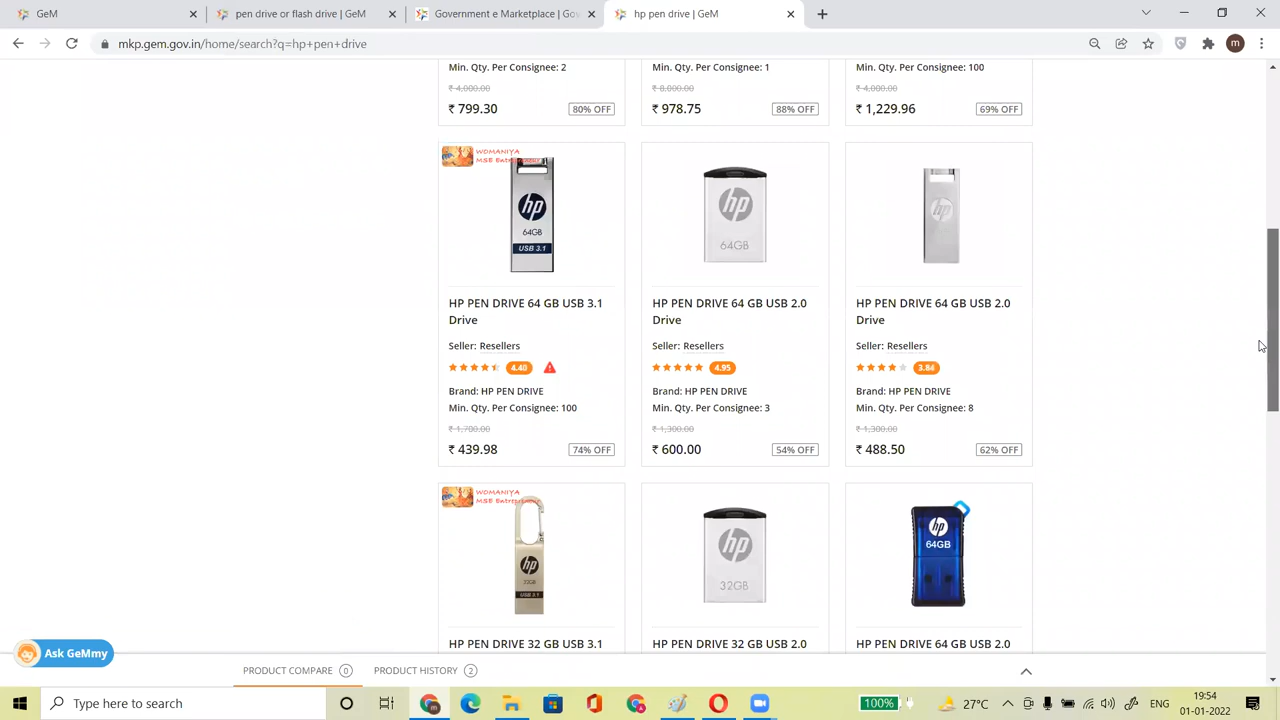 GeM
pen drive or flash drive | GeM
Government e Marketplace | Gov
hp pen drive | GeM
mkp.gem.gov.in/home/search?q=hp+pen+drive
m
Min. Qty. Per Consignee: 2
Min. Qty. Per Consignee: 1
Min. Qty. Per Consignee: 100
₹ 4,000.00
₹ 8,000.00
₹ 4,000.00
₹ 799.30
80% OFF
₹ 978.75
88% OFF
₹ 1,229.96
69% OFF
WOMANIYA
hp
64GB
USB 3.1
hp
64GB
hp
HP PEN DRIVE 64 GB USB 3.1
Drive
HP PEN DRIVE 64 GB USB 2.0
Drive
HP PEN DRIVE 64 GB USB 2.0
Drive
Seller: Resellers
Seller: Resellers
Seller: Resellers
4.40
4.95
3.86
Brand: HP PEN DRIVE
Brand: HP PEN DRIVE
Brand: HP PEN DRIVE
Min. Qty. Per Consignee: 100
Min. Qty. Per Consignee: 3
Min. Qty. Per Consignee: 8
₹ 1,700.00
₹ 1,300.00
₹ 1,300.00
₹ 439.98
74% OFF
₹ 600.00
54% OFF
₹ 488.50
62% OFF
WOMANIYA
hp
32GB
USB 3.1
hp
32GB
hp
64GB
HP PEN DRIVE 32 GB USB 3.1
HP PEN DRIVE 32 GB USB 2.0
HP PEN DRIVE 64 GB USB 2.0
Ask GeMmy
PRODUCT COMPARE 0
PRODUCT HISTORY 2
Type here to search
100%
27°C
ENG
19:54
01-01-2022